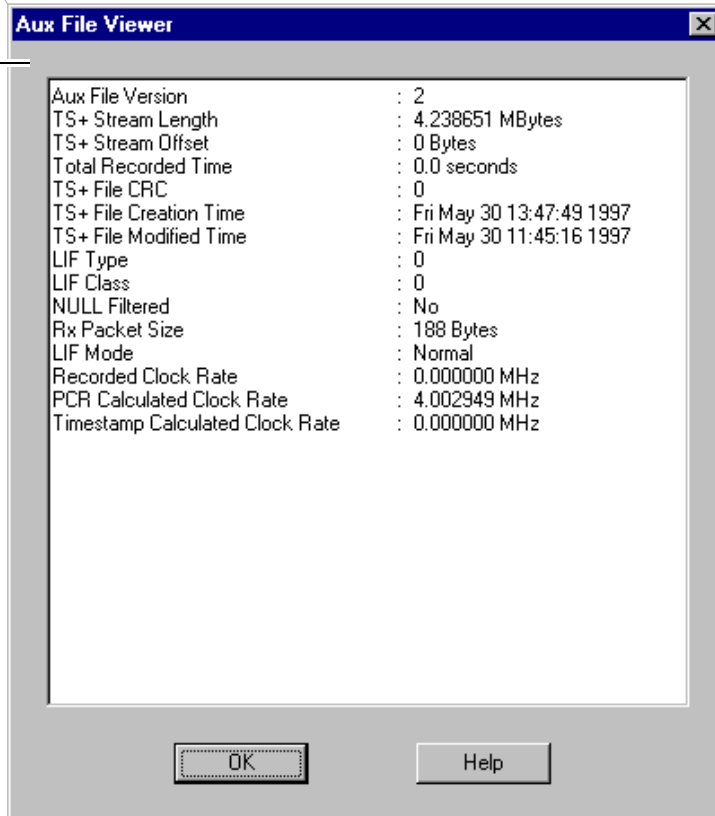 Aux File Viewer
Aux File Version : 2
TS+ Stream Length : 4.238651 MBytes
TS+ Stream Offset : 0 Bytes
Total Recorded Time : 0.0 seconds
TS+ File CRC : 0
TS+ File Creation Time : Fri May 30 13:47:49 1997
TS+ File Modified Time : Fri May 30 11:45:16 1997
LIF Type : 0
LIF Class : 0
NULL Filtered : No
Rx Packet Size : 188 Bytes
LIF Mode : Normal
Recorded Clock Rate : 0.000000 MHz
PCR Calculated Clock Rate : 4.002949 MHz
Timestamp Calculated Clock Rate : 0.000000 MHz
OK Help